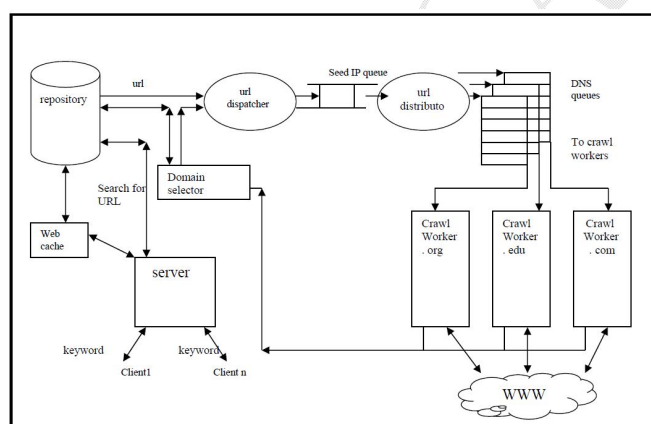 repository
url
url
dispatcher
Seed IP queue
url
distributo
DNS
queues
To crawl
workers
Search for
URL
Domain
selector
Web
cache
server
Crawl
Worker
. org
Crawl
Worker
. edu
Crawl
Worker
. com
keyword
keyword
Client1
Client n
WWW